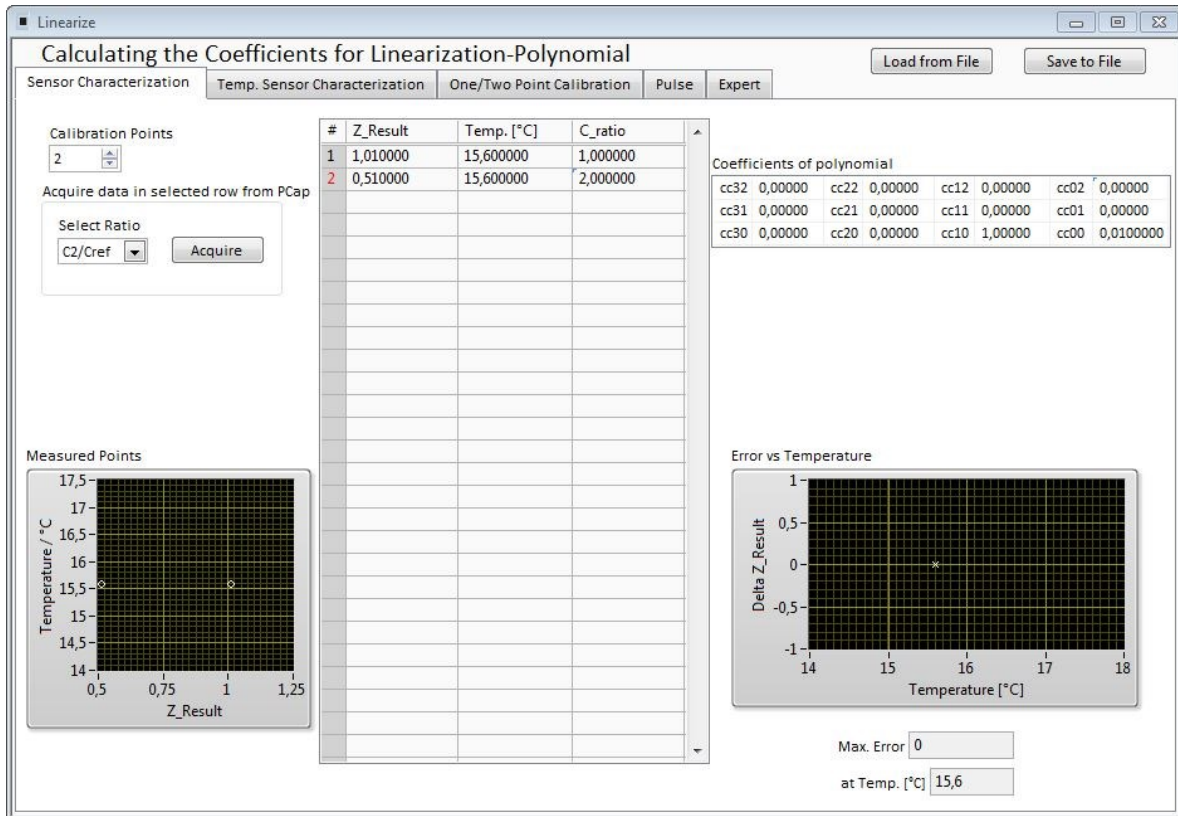 Linearize
Calculating the Coefficients for Linearization-Polynomial
Load from File
Save to File
Sensor Characterization
Temp. Sensor Characterization
One/Two Point Calibration
Pulse
Expert
Calibration Points
2
Acquire data in selected row from PCap
Select Ratio
C2/Cref
Acquire
# Z_Result Temp. [°C] C_ratio
1 1,010000 15,600000 1,000000
2 0,510000 15,600000 2,000000
Coefficients of polynomial
cc32 0,00000 cc22 0,00000 cc12 0,00000 cc02 0,00000
cc31 0,00000 cc21 0,00000 cc11 0,00000 cc01 0,00000
cc30 0,00000 cc20 0,00000 cc10 1,00000 cc00 0,0100000
Measured Points
Temperature / °C
17,5
17
16,5
16
15,5
15
14,5
14
0,5 0,75 1 1,25
Z_Result
Error vs Temperature
Delta Z_Result
1
0,5
0
-0,5
-1
14 15 16 17 18
Temperature [°C]
Max. Error 0
at Temp. [°C] 15,6